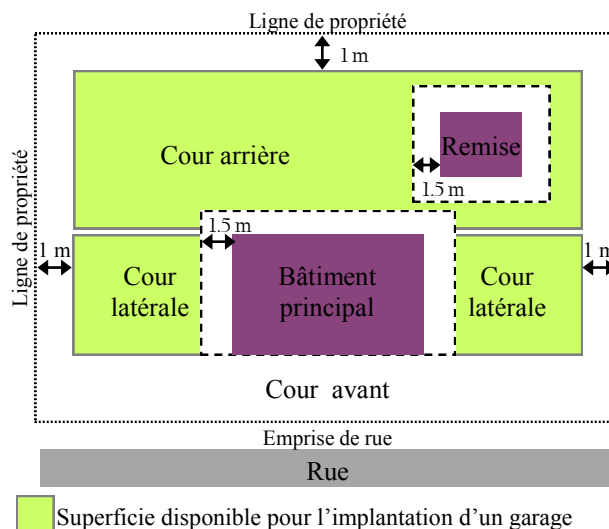 Ligne de propriété
1 m
Ligne de propriété
Cour arrière
Remise
1.5 m
1.5 m
1 m
1 m
Cour
latérale
Bâtiment
principal
Cour
latérale
Cour avant
Emprise de rue
Rue
Superficie disponible pour l'implantation d'un garage